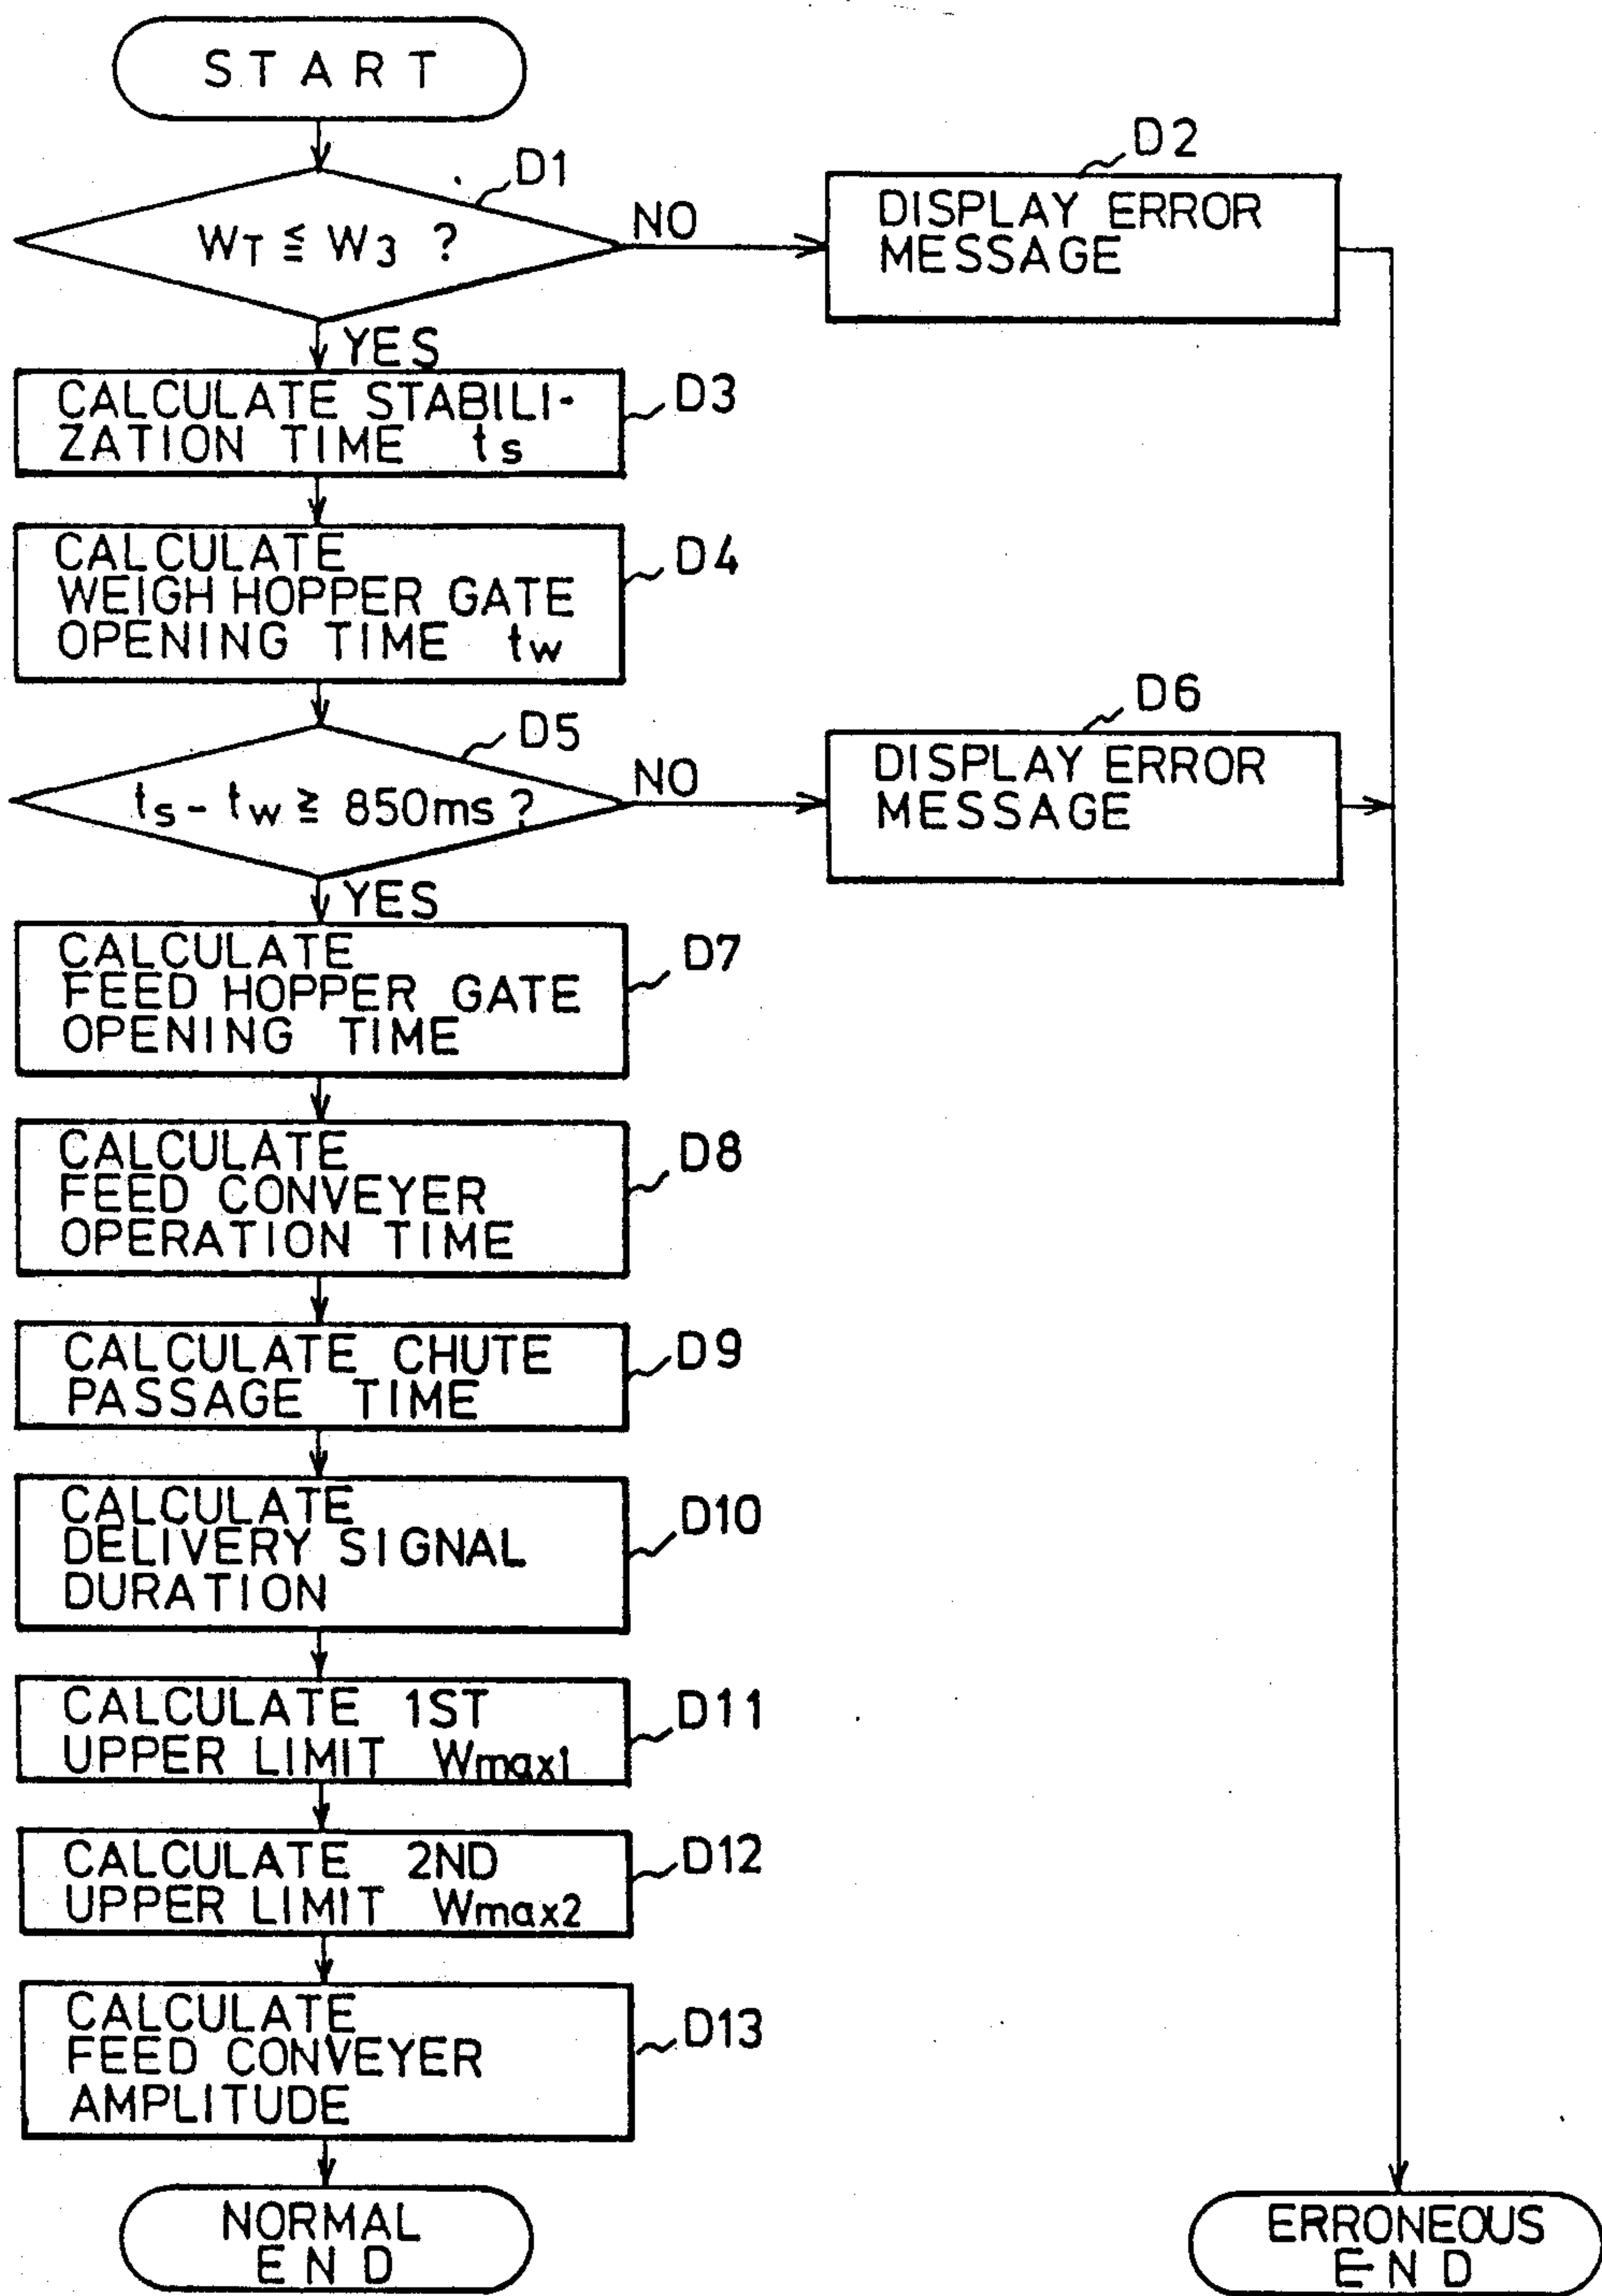 START
D1
WT ≦ W3 ?
NO
D2
DISPLAY ERROR
MESSAGE
YES
CALCULATE STABILI-
ZATION TIME ts
D3
CALCULATE
WEIGH HOPPER GATE
OPENING TIME tw
D4
D5
ts - tw ≧ 850ms ?
NO
D6
DISPLAY ERROR
MESSAGE
YES
CALCULATE
FEED HOPPER GATE
OPENING TIME
D7
CALCULATE
FEED CONVEYER
OPERATION TIME
D8
CALCULATE CHUTE
PASSAGE TIME
D9
CALCULATE
DELIVERY SIGNAL
DURATION
D10
CALCULATE 1ST
UPPER LIMIT Wmax1
D11
CALCULATE 2ND
UPPER LIMIT Wmax2
D12
CALCULATE
FEED CONVEYER
AMPLITUDE
D13
NORMAL
END
ERRONEOUS
END